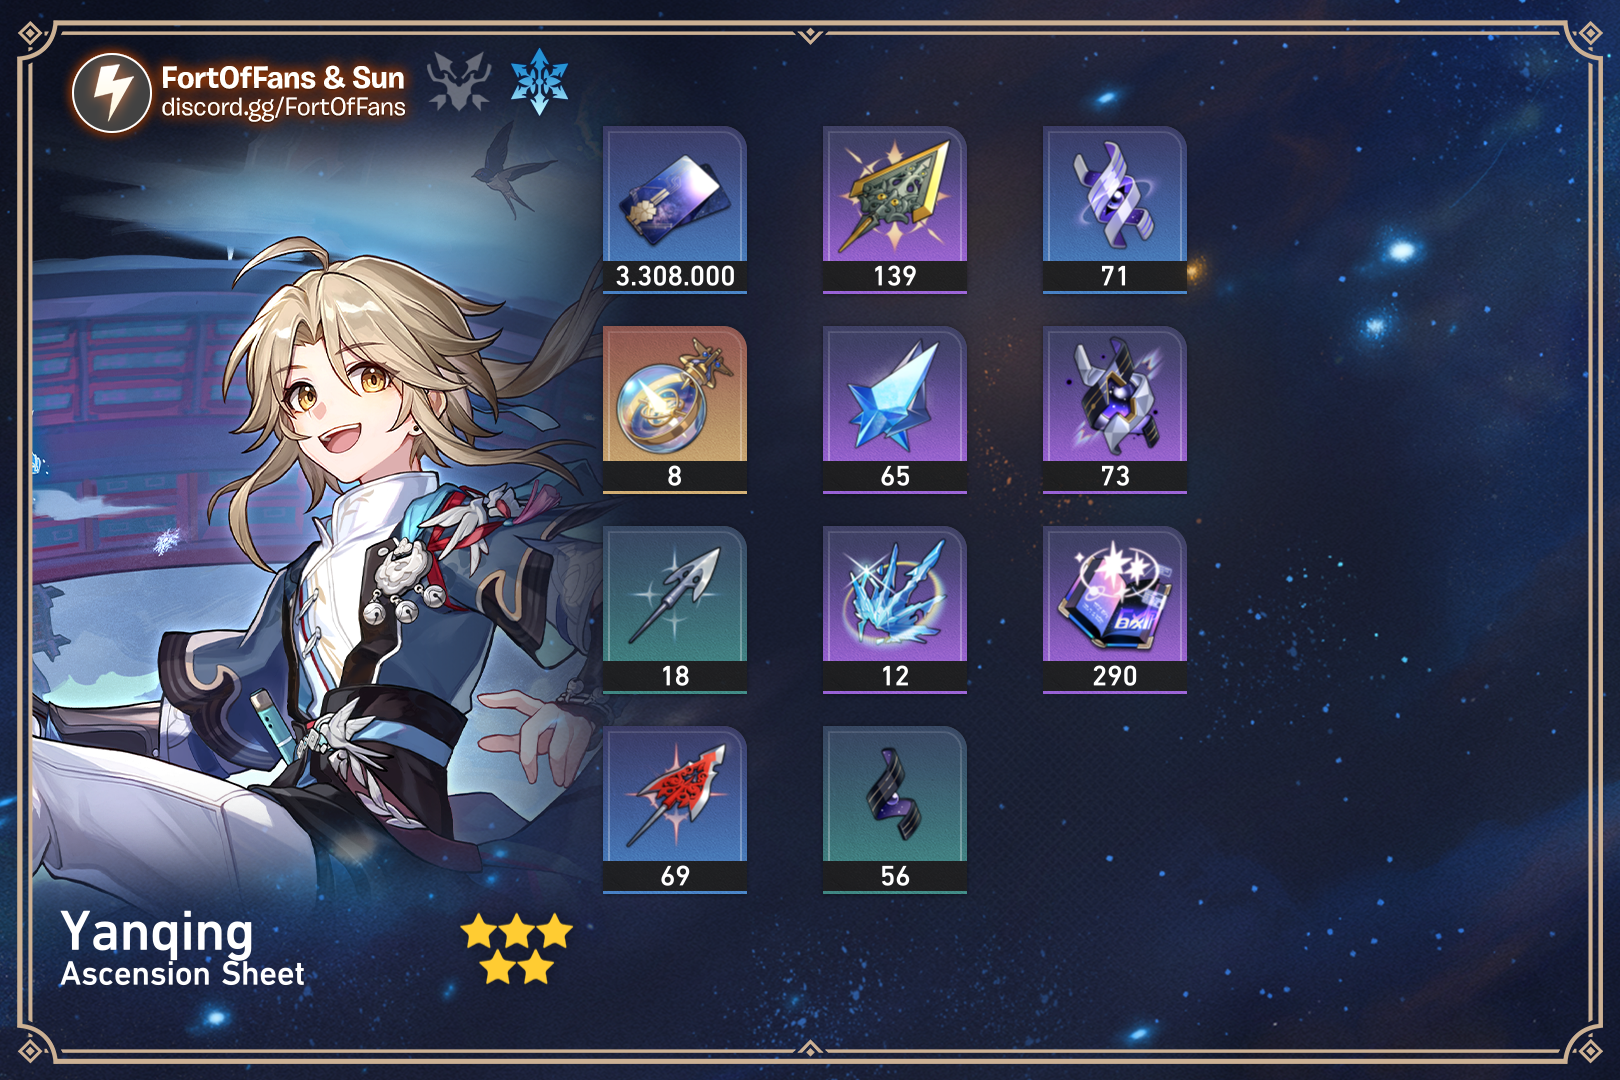 FortOfFans & Sun
discord.gg/FortOfFans
3.308.000
139
71
8
65
73
18
12
290
69
56
Yanqing
Ascension Sheet